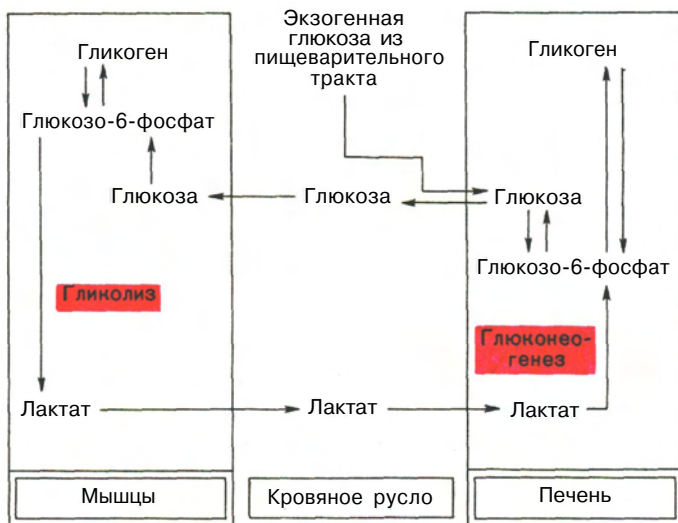 Экзогенная
глюкоза из
пищеварительного
тракта
Гликоген
Гликоген
Глюкозо-6-фосфат
Глюкоза
Глюкоза
Глюкоза
Глюкозо-6-фосфат
Гликолиз
Глюконео-
генез
Лактат
Лактат
Лактат
Мышцы
Кровяное русло
Печень